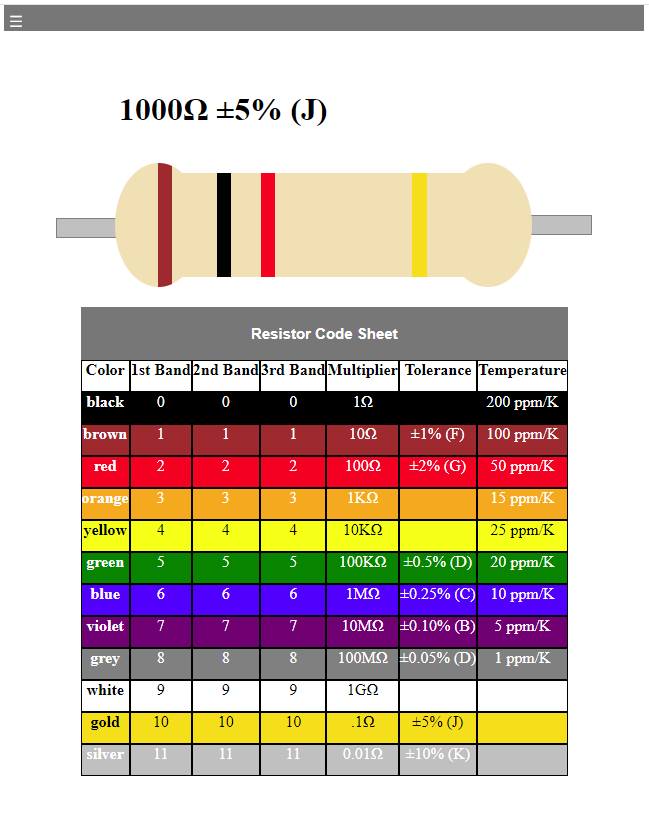 ☰
1000Ω ±5% (J)
Resistor Code Sheet
Color 1st Band 2nd Band 3rd Band Multiplier Tolerance Temperature
black 0 0 0 1Ω 200 ppm/K
brown 1 1 1 10Ω ±1% (F) 100 ppm/K
red 2 2 2 100Ω ±2% (G) 50 ppm/K
orange 3 3 3 1KΩ 15 ppm/K
yellow 4 4 4 10KΩ 25 ppm/K
green 5 5 5 100KΩ ±0.5% (D) 20 ppm/K
blue 6 6 6 1MΩ ±0.25% (C) 10 ppm/K
violet 7 7 7 10MΩ ±0.10% (B) 5 ppm/K
grey 8 8 8 100MΩ ±0.05% (D) 1 ppm/K
white 9 9 9 1GΩ
gold 10 10 10 .1Ω ±5% (J)
silver 11 11 11 0.01Ω ±10% (K)